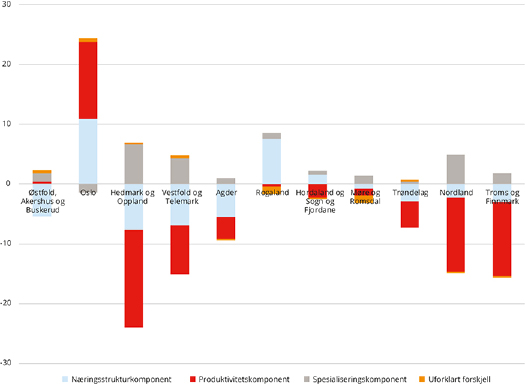 30
20
10
0
-10
-20
-30
Østfold, Akershus og Buskerud
Oslo
Hedmark og Oppland
Vestfold og Telemark
Agder
Rogaland
Hordaland og Sogn og Fjordane
Møre og Romsdal
Trøndelag
Nordland
Troms og Finnmark
Næringsstrukturkomponent
Produktivitetskomponent
Spesialiseringskomponent
Uforklart forskjell